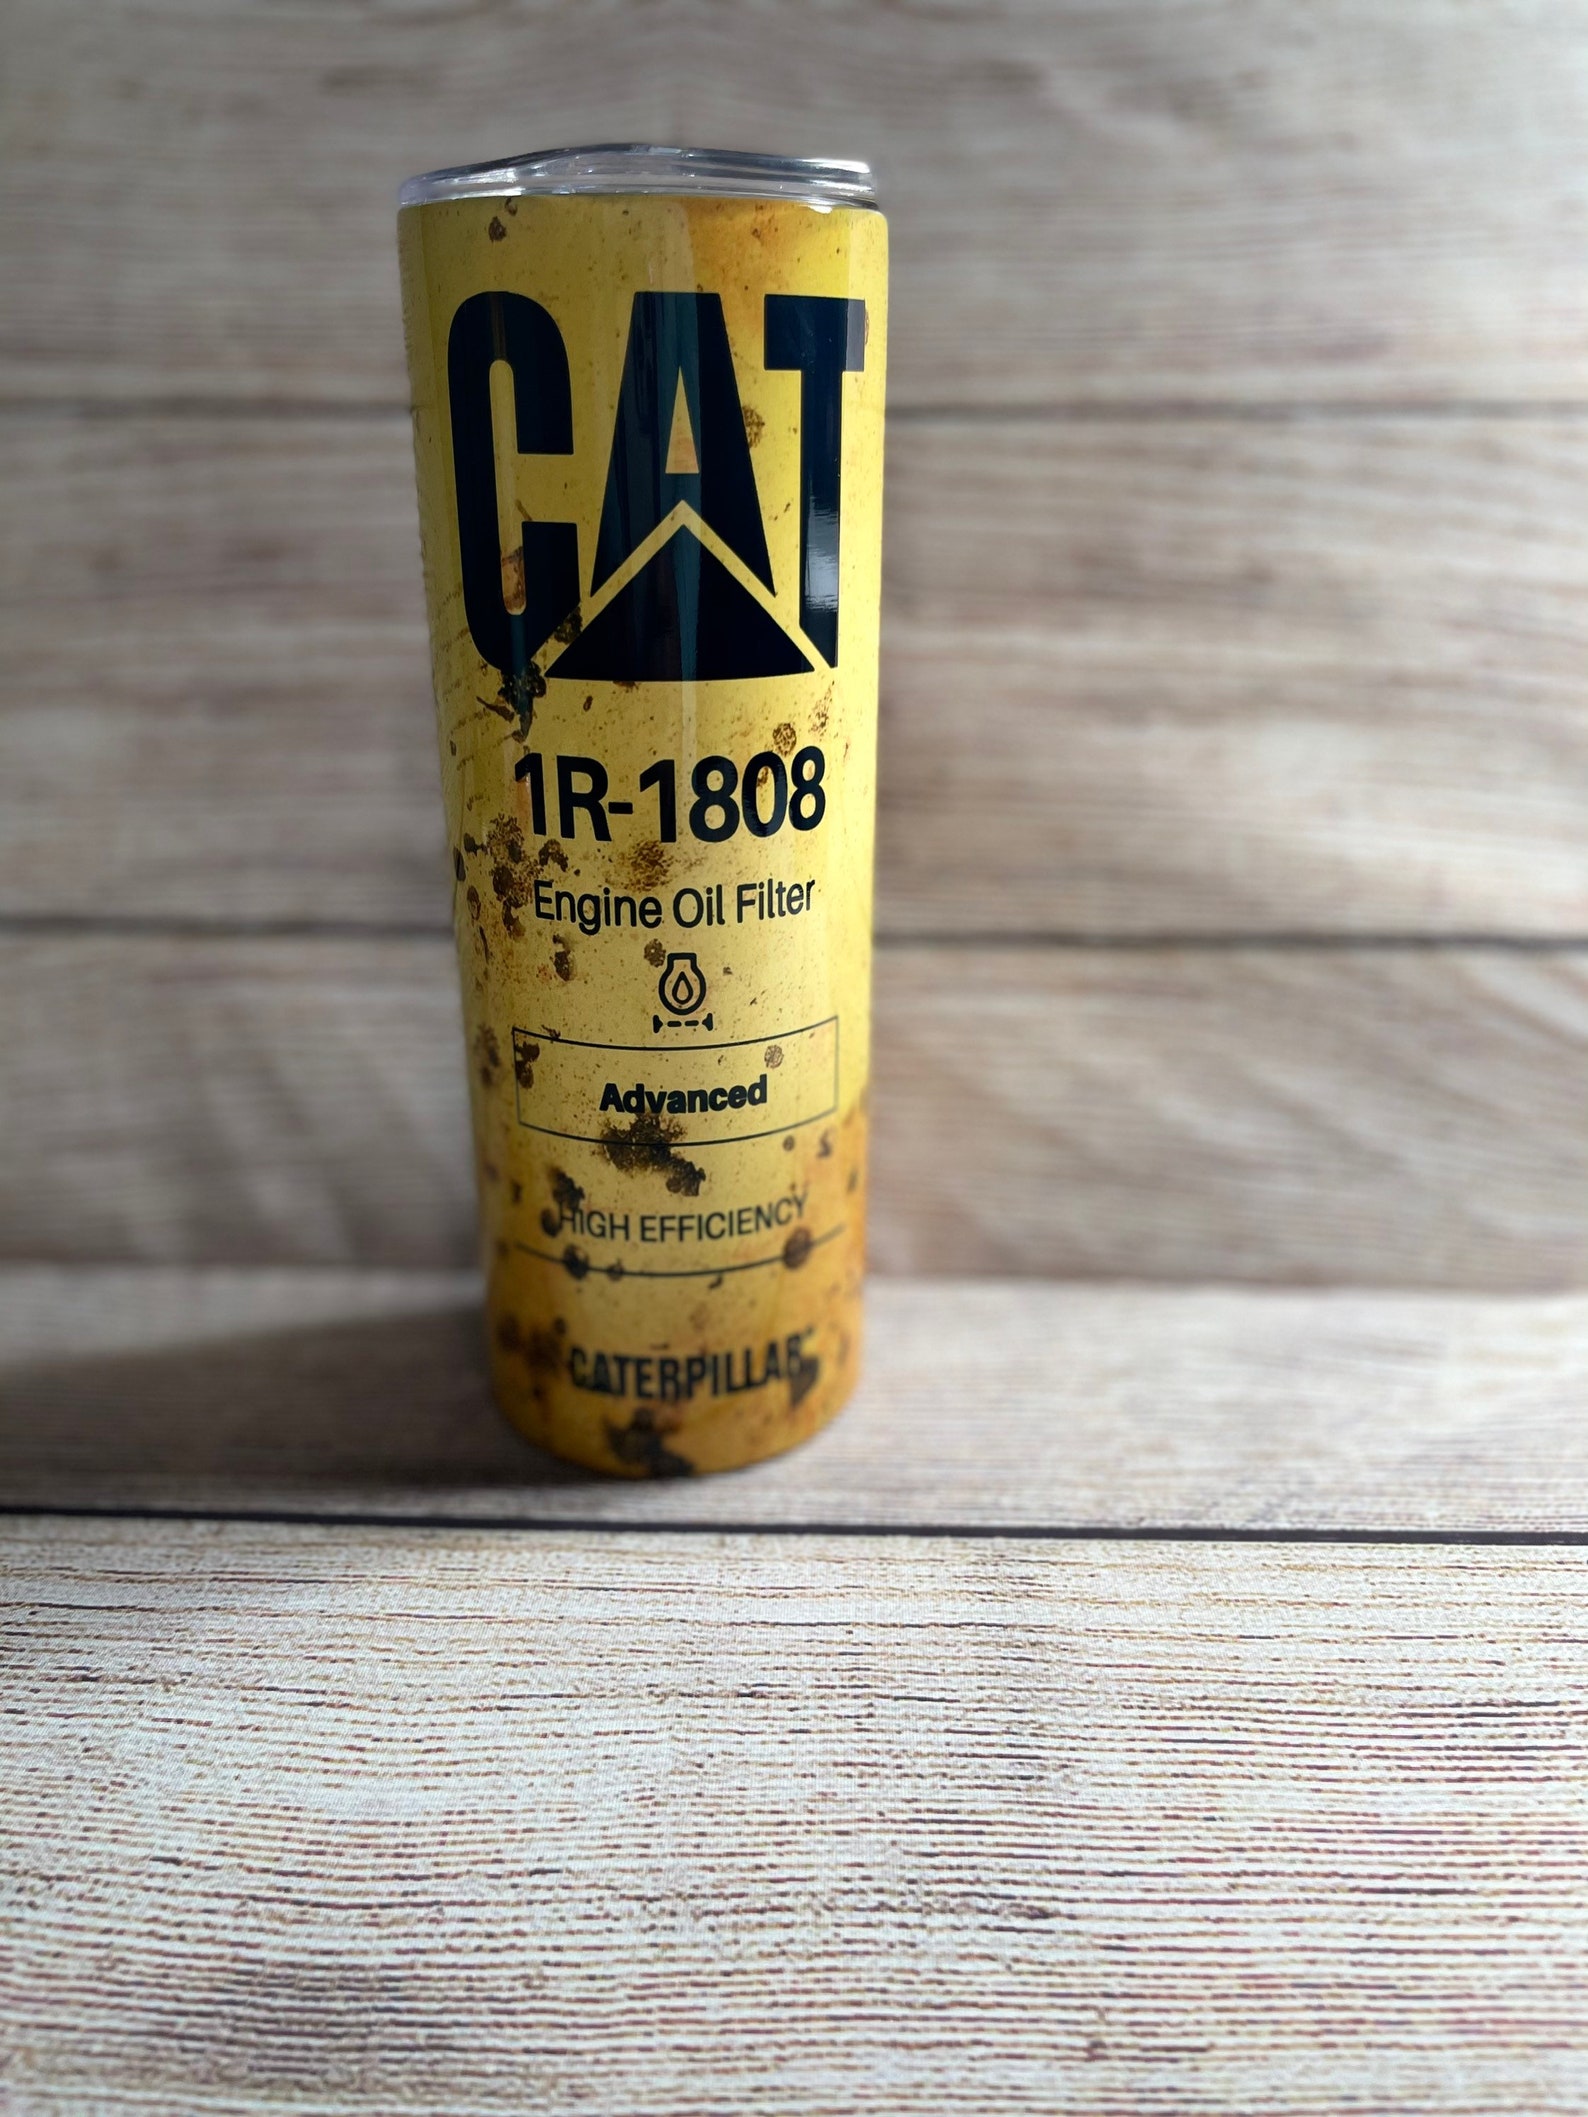 CAT
1R-1808
Engine Oil Filter
Advanced
HIGH EFFICIENCY
CATERPILLAR